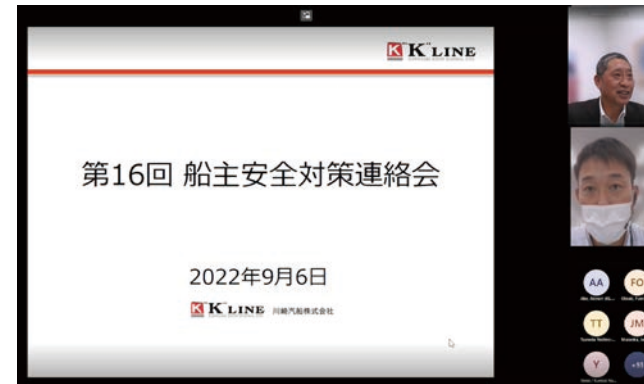 K "K" LINE
第16回 船主安全対策連絡会
2022年9月6日
K "K" LINE 川崎汽船株式会社
AA
FO
TT
JM
Y